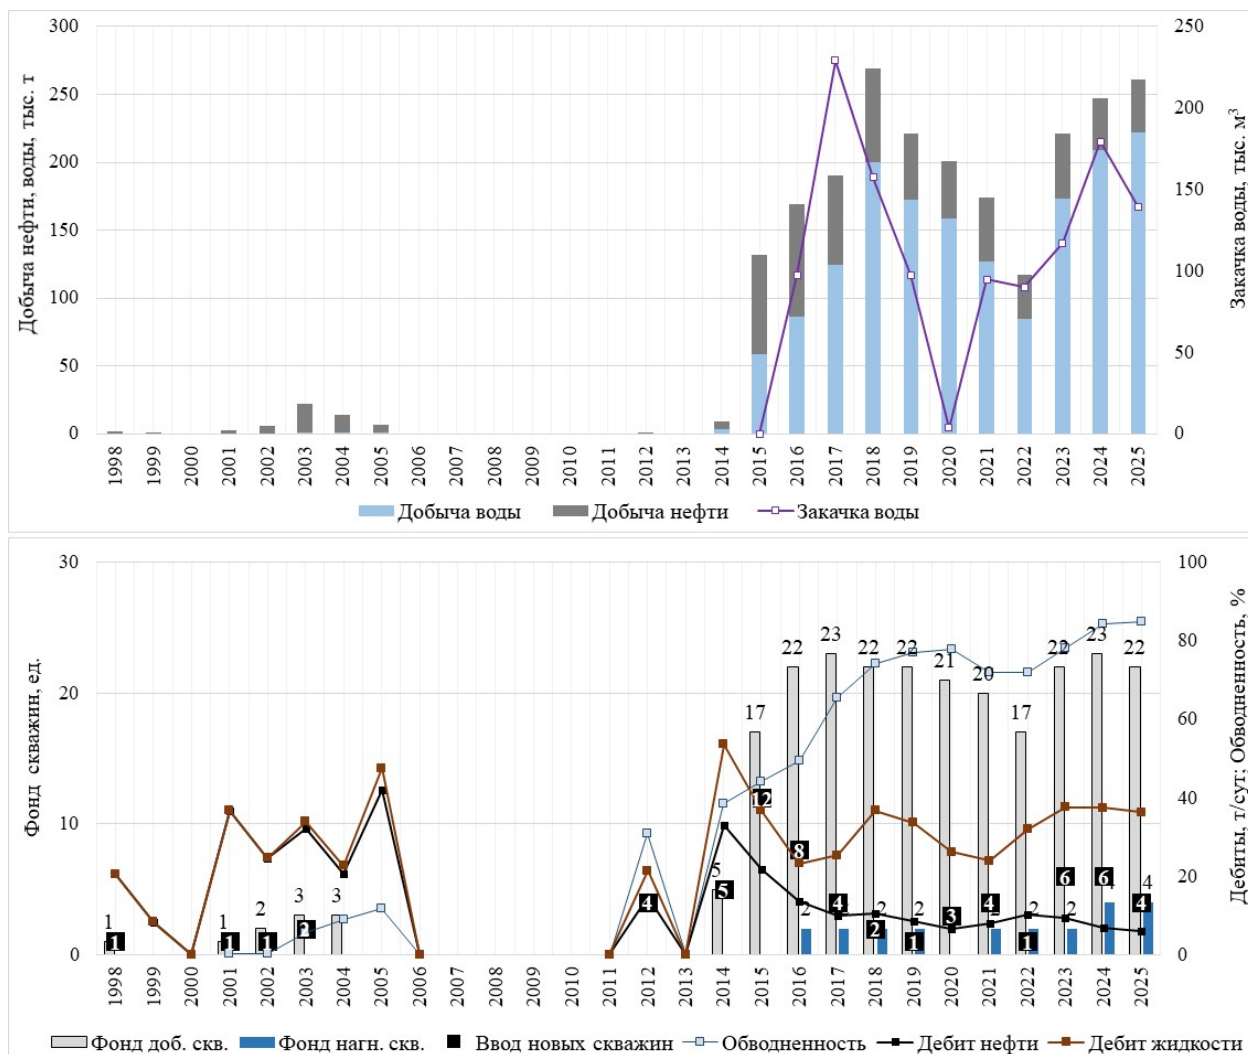 Добыча нефти, воды, тыс. т
300
250
200
150
100
50
0
250
200
150
100
50
0
Закачка воды, тыс. м³
1998 1999 2000 2001 2002 2003 2004 2005 2006 2007 2008 2009 2010 2011 2012 2013 2014 2015 2016 2017 2018 2019 2020 2021 2022 2023 2024 2025
Добыча воды Добыча нефти Закачка воды
Фонд скважин, ед.
30
20
10
0
100
80
60
40
20
0
Дебиты, т/сут; Обводненность, %
1 1 2 3 3 5 17 22 23 22 22 21 20 17 22 23 22
2 2 2 2 2 2 2 4 4
1 1 1 2 4 5 12 8 4 2 1 3 4 1 6 6 4
1998 1999 2000 2001 2002 2003 2004 2005 2006 2007 2008 2009 2010 2011 2012 2013 2014 2015 2016 2017 2018 2019 2020 2021 2022 2023 2024 2025
Фонд доб. скв. Фонд нагн. скв. Ввод новых скважин Обводненность Дебит нефти Дебит жидкости